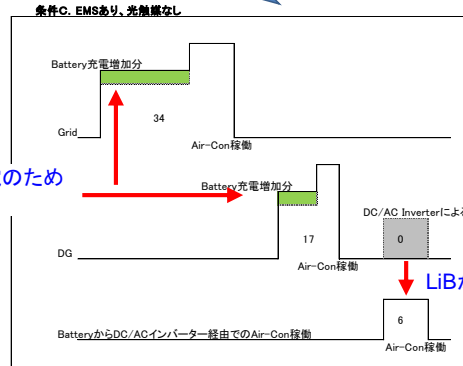 条件C. EMSあり、光触媒なし
Battery充電増加分
34
Grid
Air-Con稼働
のため
Battery充電増加分
DC/AC Inverterによる
17
0
DG
Air-Con稼働
LiBか
6
BatteryからDC/ACインバーター経由でのAir-Con稼働
Air-Con稼働